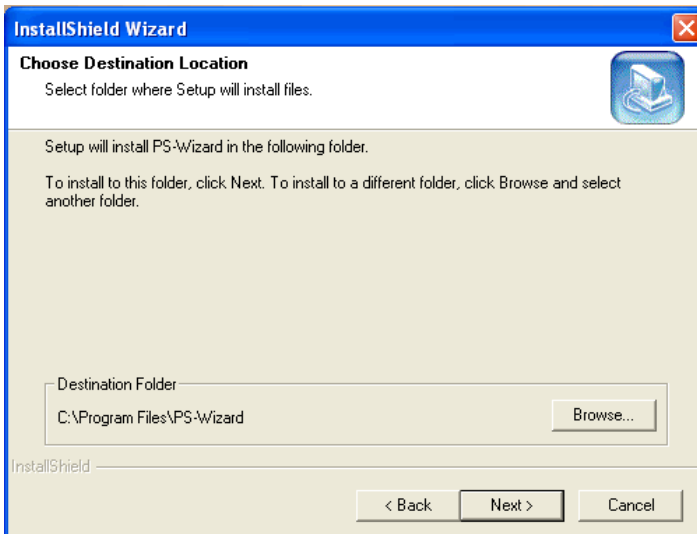 InstallShield Wizard
Choose Destination Location
Select folder where Setup will install files.
Setup will install PS-Wizard in the following folder.
To install to this folder, click Next. To install to a different folder, click Browse and select
another folder.
Destination Folder
C:\Program Files\PS-Wizard
Browse...
InstallShield
< Back
Next >
Cancel